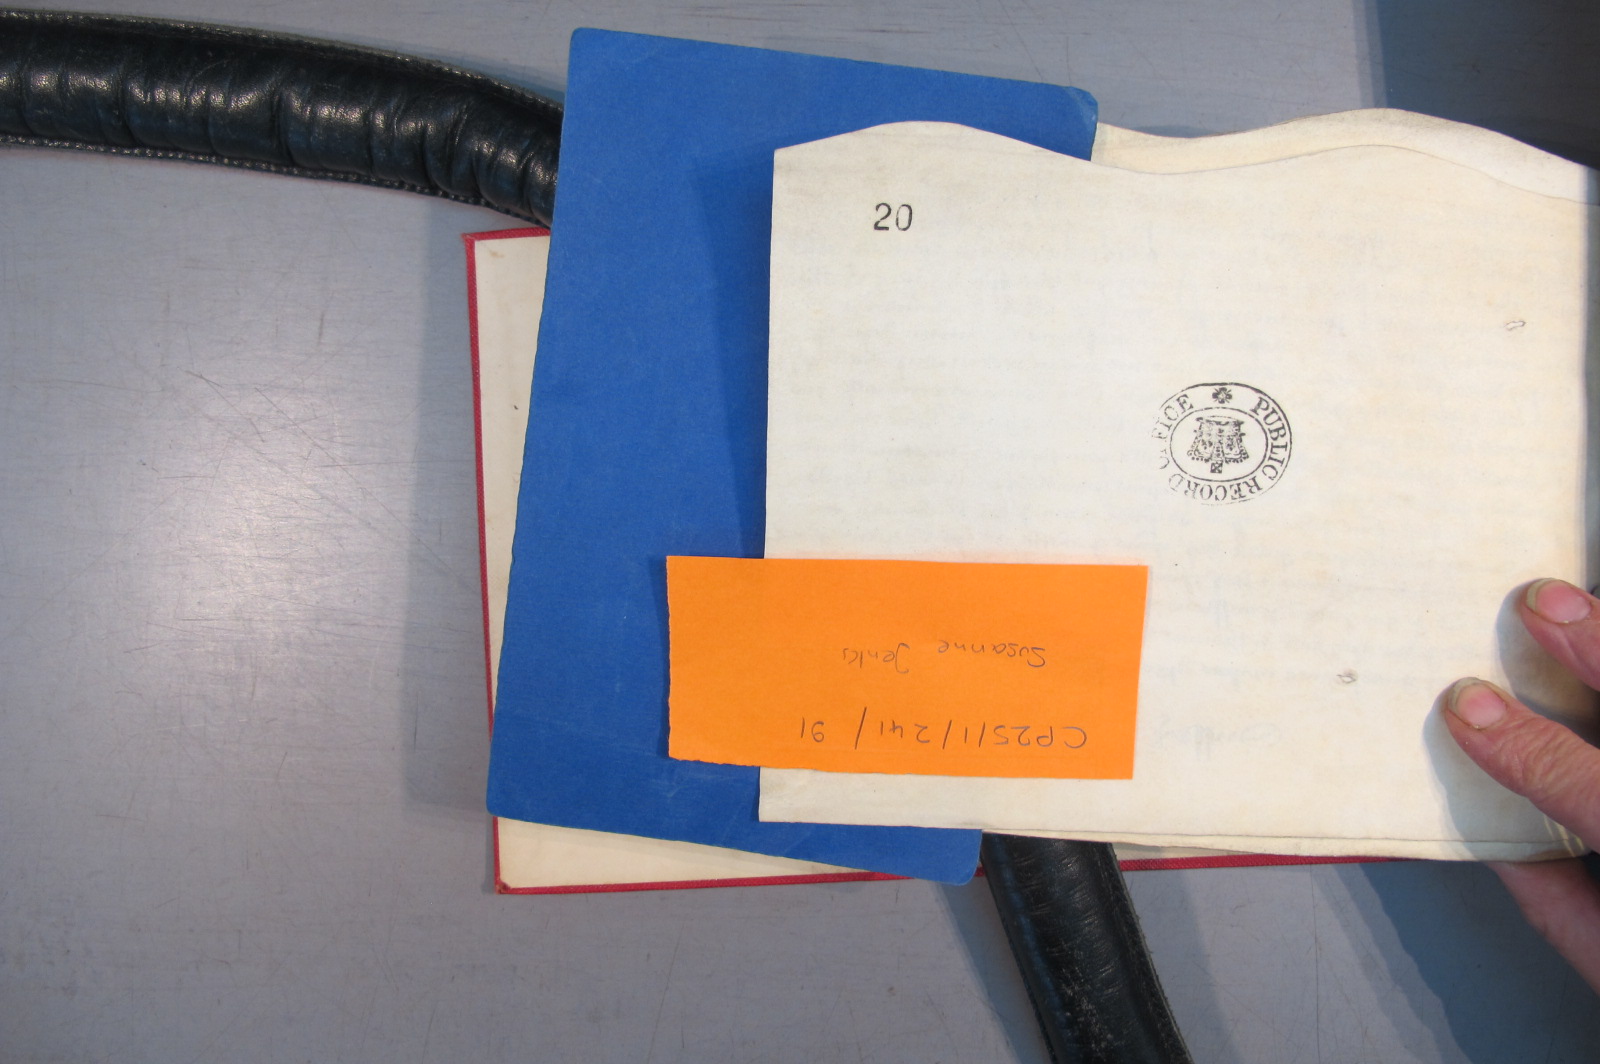 20
PUBLIC RECORD OFFICE
CP25/1/241/91
Susanne Jenks